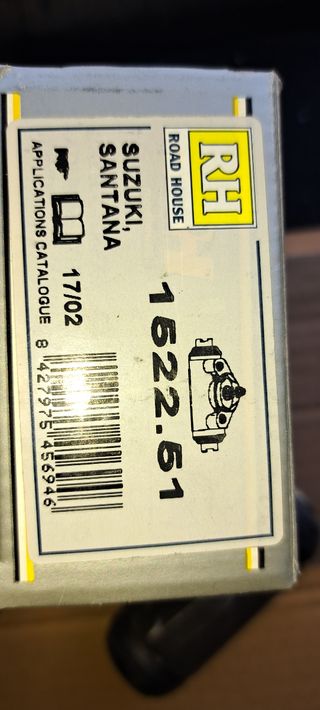 RH
ROAD HOUSE
SUZUKI,
SANTANA
17/02
APPLICATIONS CATALOGUE
1522.51
8 427975 456946